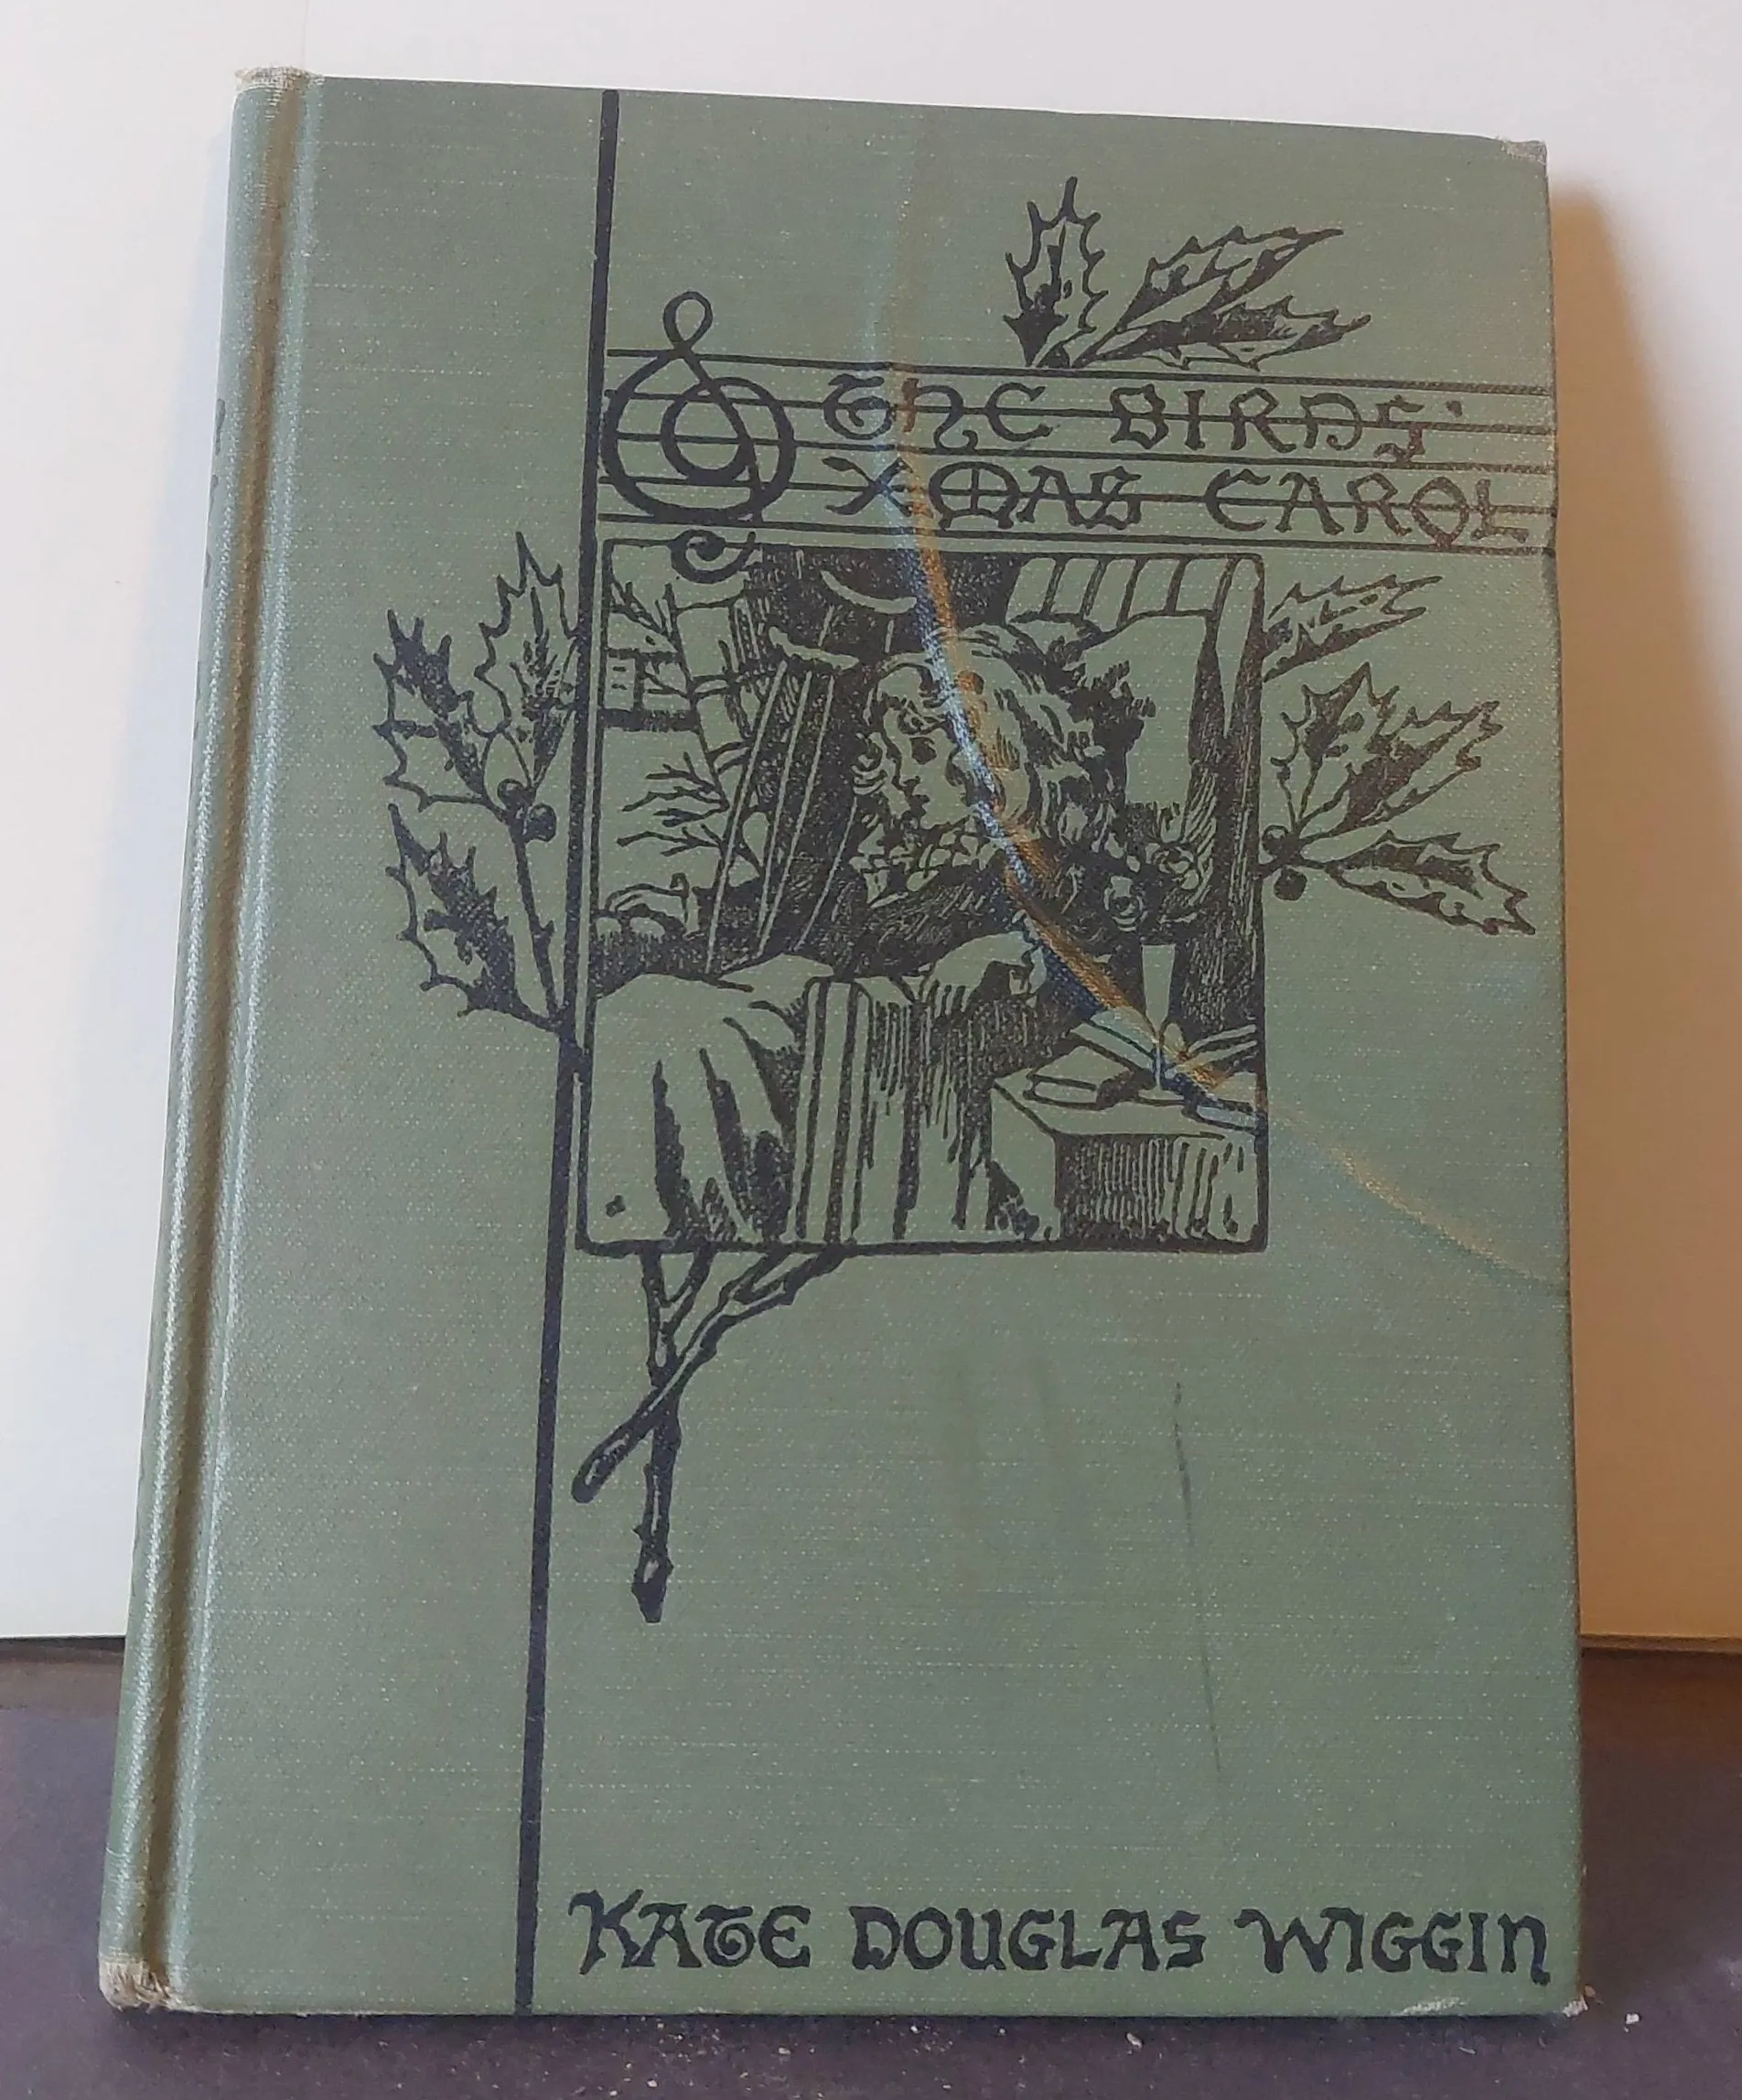 THE BIRDS'
XMAS CAROL
KATE DOUGLAS WIGGIN